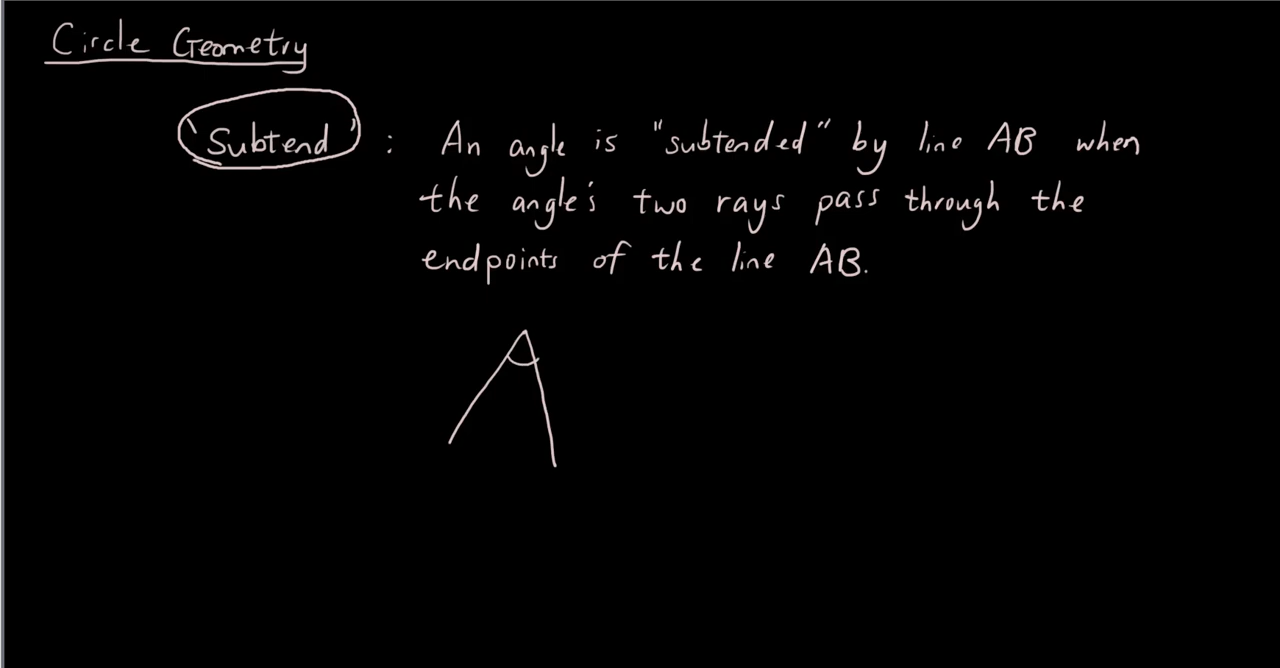 Circle Geometry
'Subtend' : An angle is "subtended" by line AB when
the angle's two rays pass through the
endpoints of the line AB.